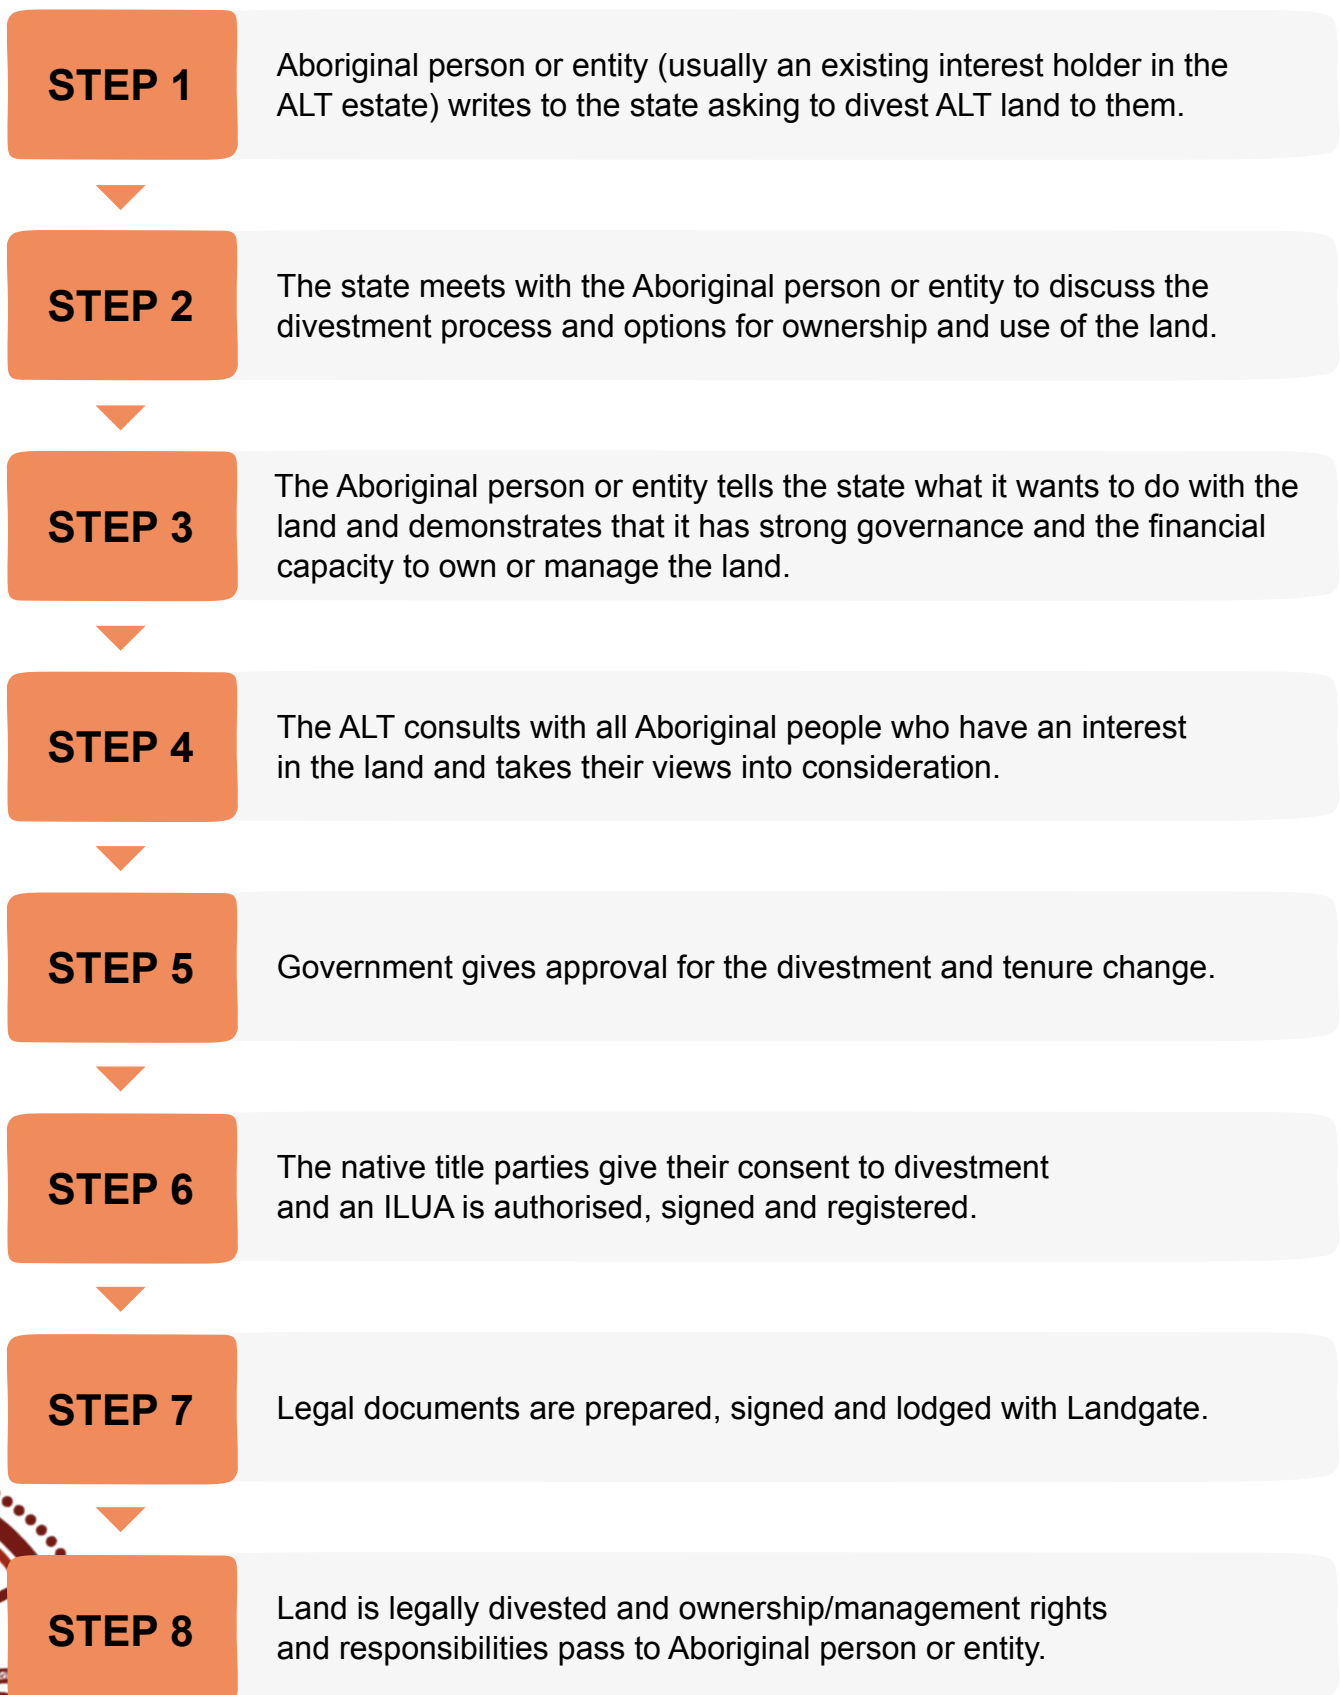 STEP 1
Aboriginal person or entity (usually an existing interest holder in the
ALT estate) writes to the state asking to divest ALT land to them.
STEP 2
The state meets with the Aboriginal person or entity to discuss the
divestment process and options for ownership and use of the land.
STEP 3
The Aboriginal person or entity tells the state what it wants to do with the
land and demonstrates that it has strong governance and the financial
capacity to own or manage the land.
STEP 4
The ALT consults with all Aboriginal people who have an interest
in the land and takes their views into consideration.
STEP 5
Government gives approval for the divestment and tenure change.
STEP 6
The native title parties give their consent to divestment
and an ILUA is authorised, signed and registered.
STEP 7
Legal documents are prepared, signed and lodged with Landgate.
STEP 8
Land is legally divested and ownership/management rights
and responsibilities pass to Aboriginal person or entity.